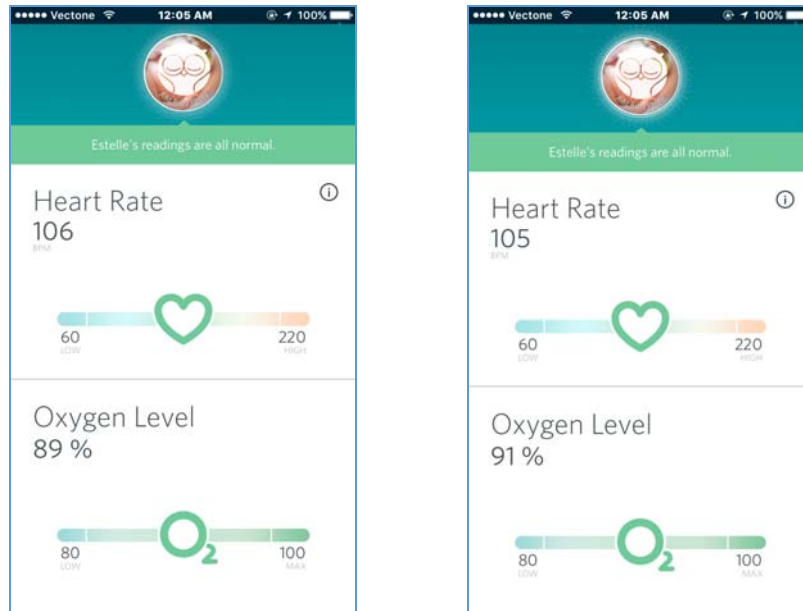 Vectone 12:05 AM 100%
Estelle's readings are all normal.
Heart Rate
106
BPM
60 220
LOW HIGH
Oxygen Level
89 %
O2
80 100
LOW MAX
Vectone 12:05 AM 100%
Estelle's readings are all normal.
Heart Rate
105
BPM
60 220
LOW HIGH
Oxygen Level
91 %
O2
80 100
LOW MAX